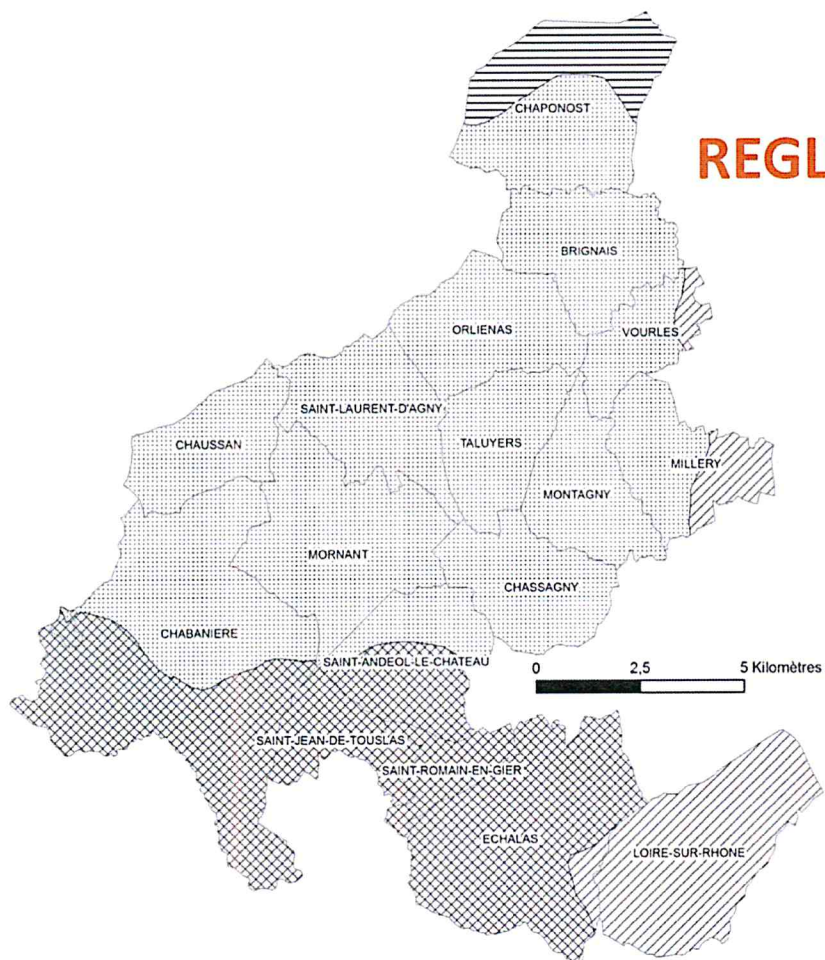 CHAPONOST
REGL
BRIGNAIS
ORLIENAS
VOURLES
SAINT-LAURENT-D'AGNY
CHAUSSAN
TALUYERS
MILLERY
MONTAGNY
MORNANT
CHASSAGNY
CHABANIERE
SAINT-ANDEOL-LE-CHATEAU
0 2,5 5 Kilomètres
SAINT-JEAN-DE-TOUSLAS
SAINT-ROMAIN-EN-GIER
ECHALAS
LOIRE-SUR-RHONE